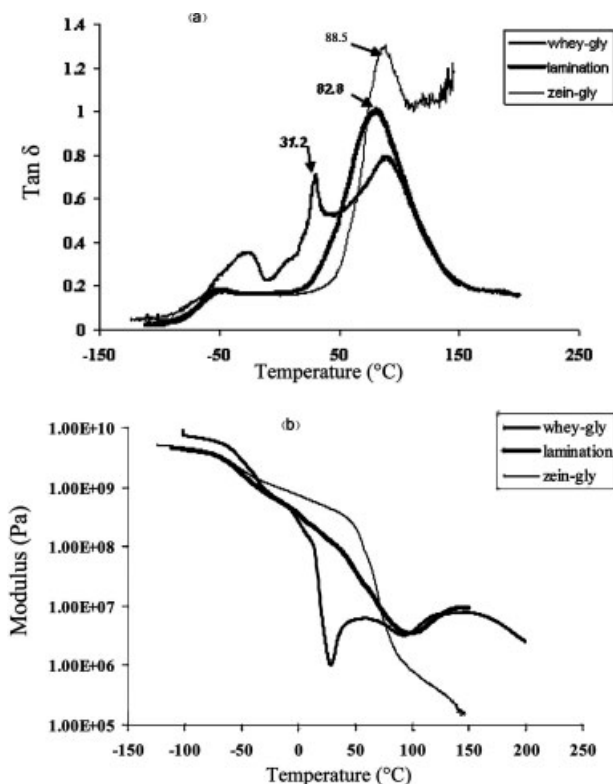 (a)
88.5
whey-gly
lamination
zein-gly
1.4
1.2
1
0.8
0.6
0.4
0.2
0
82.8
31.2
Tan δ
-150
-50
50
150
250
Temperature (°C)
(b)
whey-gly
lamination
zein-gly
1.00E+10
1.00E+09
1.00E+08
1.00E+07
1.00E+06
1.00E+05
Modulus (Pa)
-150 -100 -50 0 50 100 150 200 250
Temperature (°C)